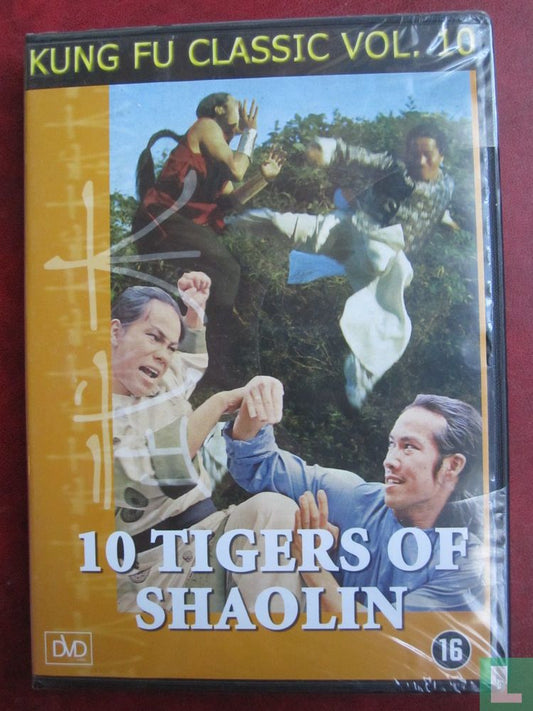 KUNG FU CLASSIC VOL. 10
10 TIGERS OF
SHAOLIN
DVD
16
L